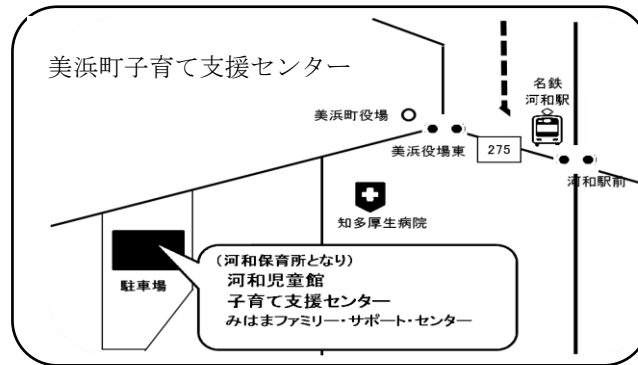 美浜町子育て支援センター
名鉄
河和駅
美浜町役場
美浜役場東
275
河和駅前
知多厚生病院
駐車場
(河和保育所となり)
河和児童館
子育て支援センター
みはまファミリー・サポート・センター